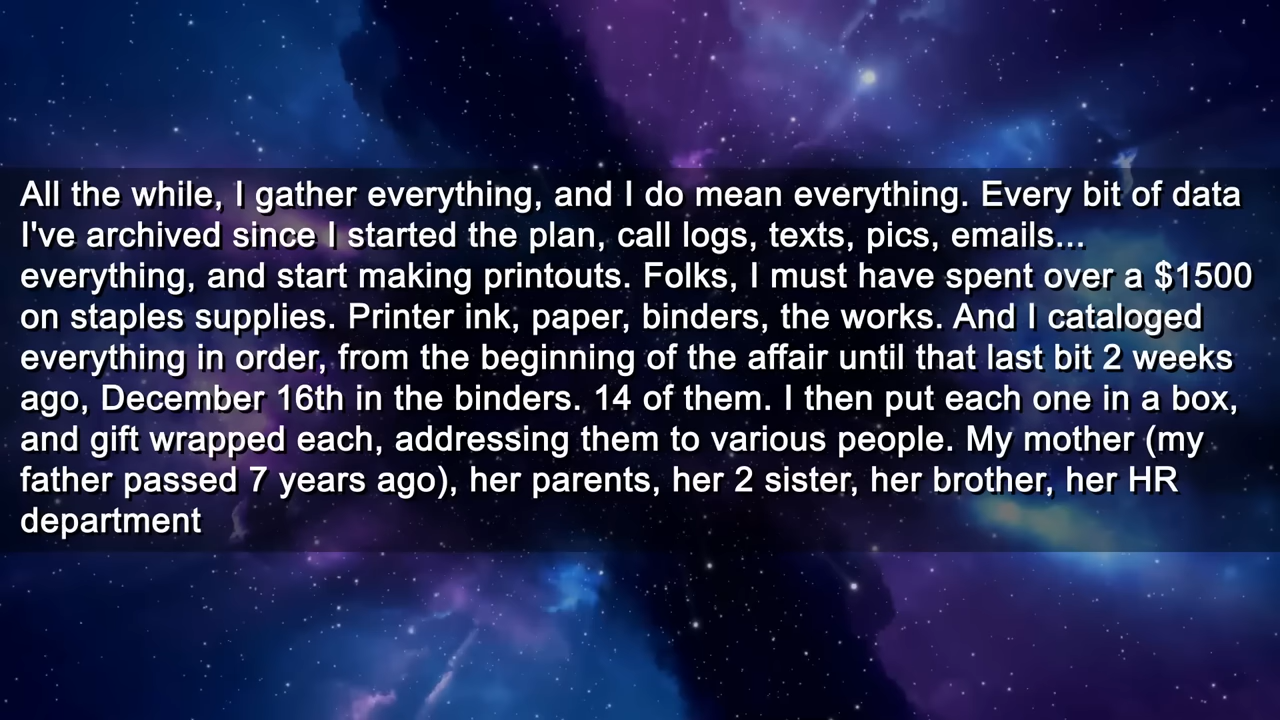 All the while, I gather everything, and I do mean everything. Every bit of data
I've archived since I started the plan, call logs, texts, pics, emails...
everything, and start making printouts. Folks, I must have spent over a $1500
on staples supplies. Printer ink, paper, binders, the works. And I cataloged
everything in order, from the beginning of the affair until that last bit 2 weeks
ago, December 16th in the binders. 14 of them. I then put each one in a box,
and gift wrapped each, addressing them to various people. My mother (my
father passed 7 years ago), her parents, her 2 sister, her brother, her HR
department